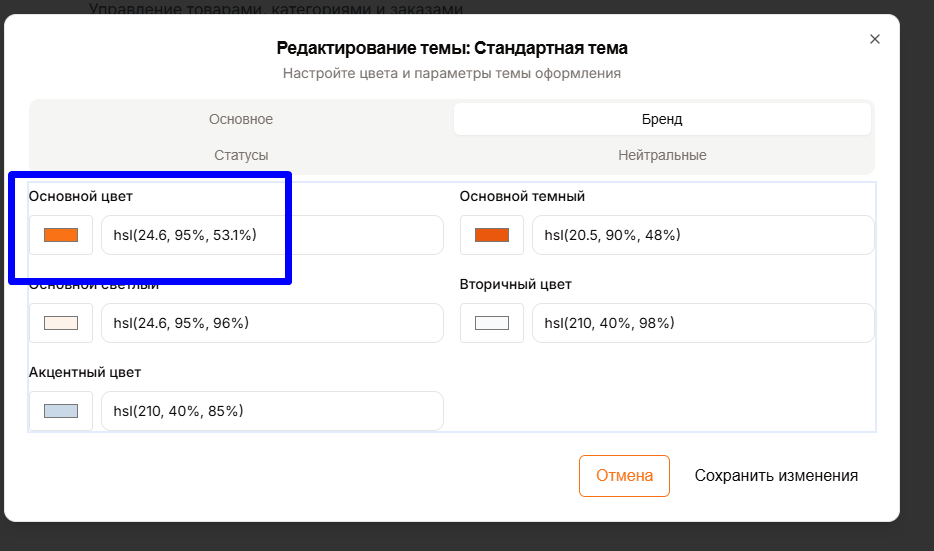 Управление товарами, категориями и заказами
Редактирование темы: Стандартная тема
Настройте цвета и параметры темы оформления
Основное
Бренд
Статусы
Нейтральные
Основной цвет
Основной темный
hsl(24.6, 95%, 53.1%)
hsl(20.5, 90%, 48%)
Основной светлый
Вторичный цвет
hsl(24.6, 95%, 96%)
hsl(210, 40%, 98%)
Акцентный цвет
hsl(210, 40%, 85%)
Отмена
Сохранить изменения